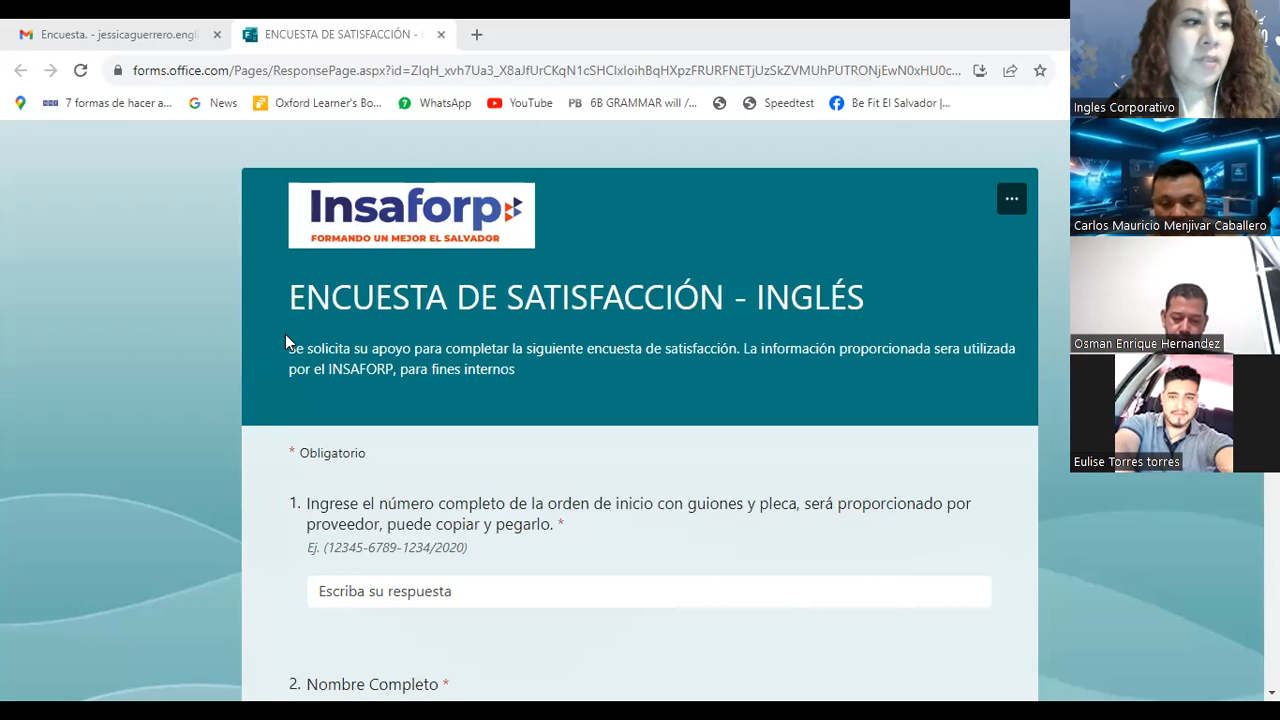 Encuesta. - jessicaguerrero.engl
ENCUESTA DE SATISFACCIÓN -
forms.office.com/Pages/ResponsePage.aspx?id=ZIqH_xvh7Ua3_X8aJfUrCKqN1cSHCIxIoihBqHXpzFRURFNETjUzSkZVMUhPUTRONjEwN0xHU0c...
7 formas de hacer a...
News
Oxford Learner's Bo...
WhatsApp
YouTube
PB
6B GRAMMAR will /...
Speedtest
Be Fit El Salvador |...
Insaforp
FORMANDO UN MEJOR EL SALVADOR
ENCUESTA DE SATISFACCIÓN - INGLÉS
Se solicita su apoyo para completar la siguiente encuesta de satisfacción. La información proporcionada sera utilizada
por el INSAFORP, para fines internos
* Obligatorio
1. Ingrese el número completo de la orden de inicio con guiones y pleca, será proporcionado por
proveedor, puede copiar y pegarlo. *
Ej. (12345-6789-1234/2020)
Escriba su respuesta
2. Nombre Completo *
Ingles Corporativo
Carlos Mauricio Menjivar Caballero
Osman Enrique Hernandez
Eulise Torres torres